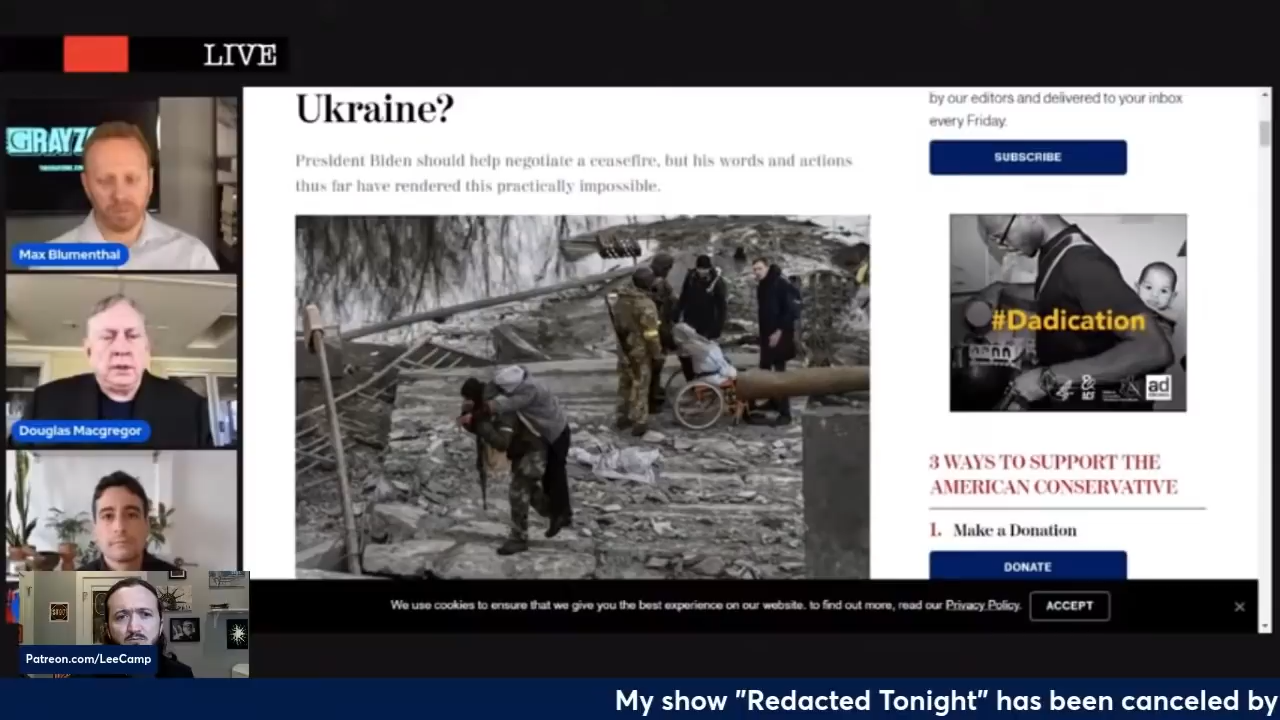 LIVE
GRAYZ
Max Blumenthal
Douglas Macgregor
Patreon.com/LeeCamp
Ukraine?
President Biden should help negotiate a ceasefire, but his words and actions
thus far have rendered this practically impossible.
by our editors and delivered to your inbox
every Friday.
SUBSCRIBE
#Dadication
ad
3 WAYS TO SUPPORT THE
AMERICAN CONSERVATIVE
1. Make a Donation
DONATE
We use cookies to ensure that we give you the best experience on our website. to find out more, read our Privacy Policy.
ACCEPT
My show "Redacted Tonight" has been canceled by